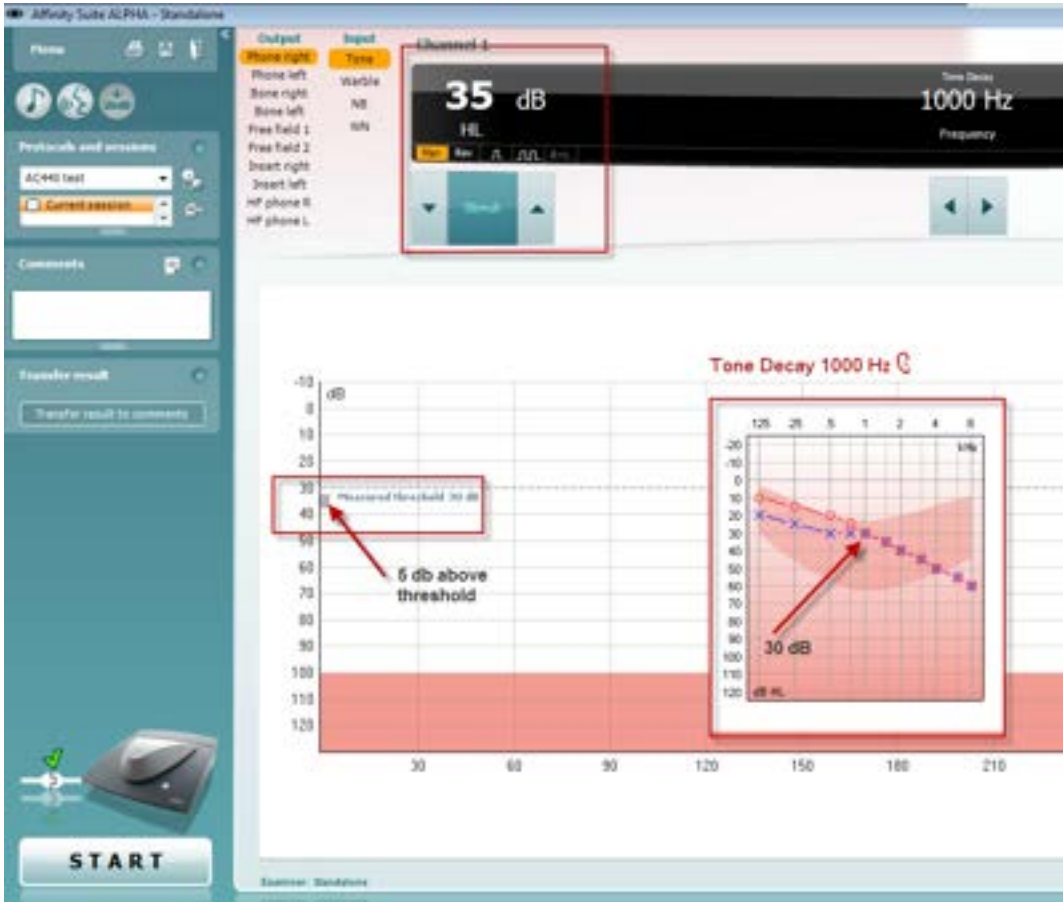 Affinity Suite ALPHA - Standalone
Menu
Output
Phone right
Phone left
Bone right
Bone left
Free field 1
Free field 2
Insert right
Insert left
HF phone R
HF phone L
Input
Tone
Warble
NB
WN
Channel 1
35 dB
HL
Man Rev
Tone Decay
1000 Hz
Frequency
Stimuli
Protocols and sessions
AC440 test
Current session
Comments
Transfer result
Transfer result to comments
START
Tone Decay 1000 Hz
dB
-10
0
10
20
30
40
50
60
70
80
90
100
110
120
Measured threshold 30 dB
5 db above
threshold
30 60 90 120 150 180 210
125 .25 .5 1 2 4 8
kHz
-20
-10
0
10
20
30
40
50
60
70
80
90
100
110
120
30 dB
dB HL
Examiner: Standalone